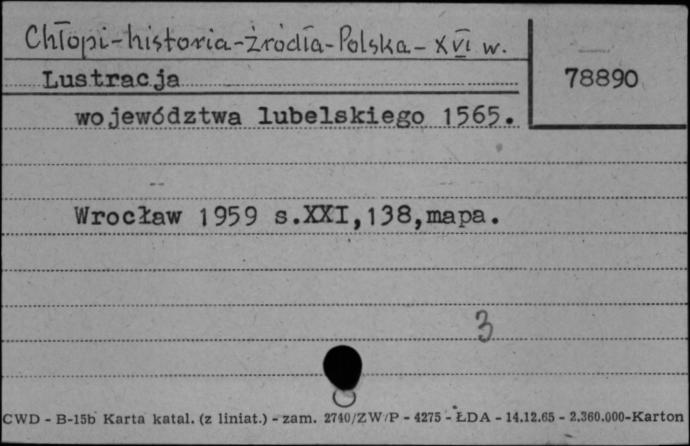 Chłopi-historia-źródła-Polska-XVI w.
78890
Lustracja
województwa lubelskiego 1565.
Wrocław 1959 s.XXI,138,mapa.
3
CWD - B-15b Karta katal. (z liniat.) - zam. 2740/ZW/P - 4275 - ŁDA - 14.12.65 - 2.360.000-Karton